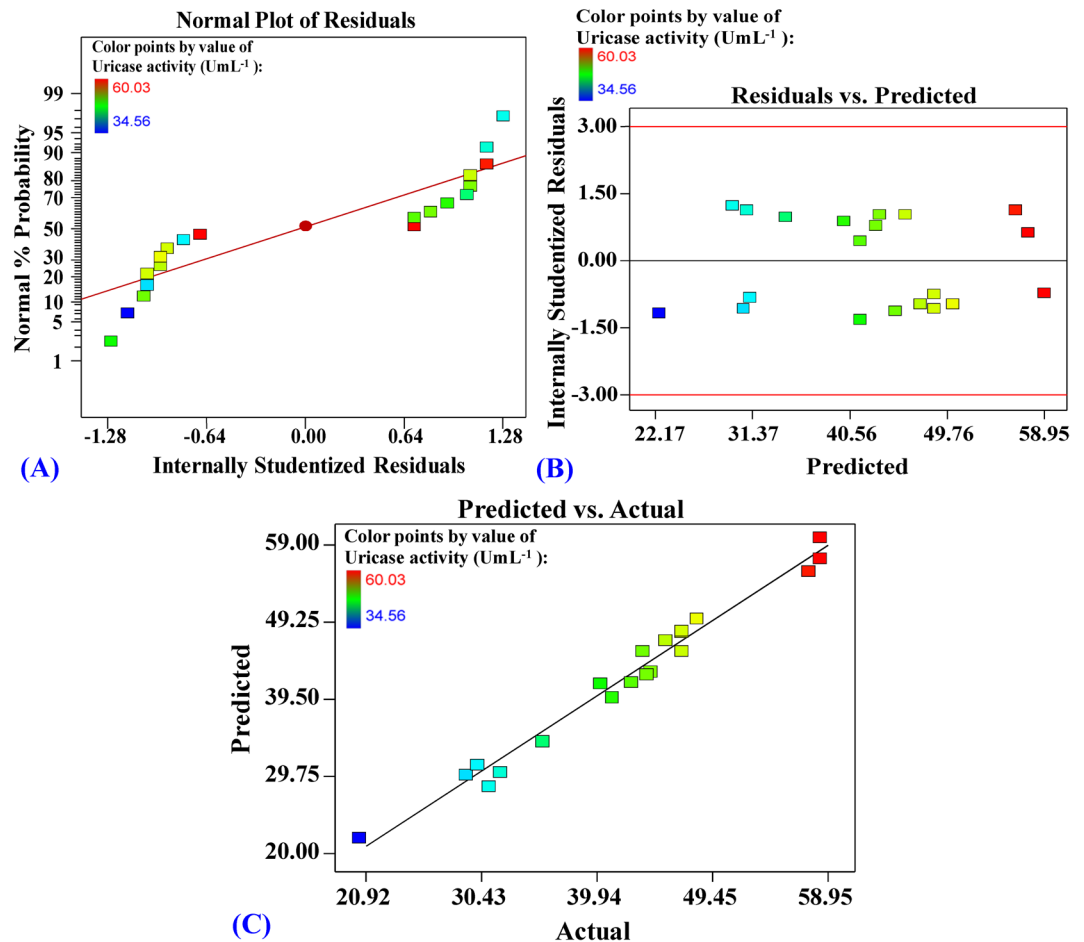 Normal Plot of Residuals
Color points by value of
Uricase activity (UmL⁻¹ ):
60.03
34.56
Normal % Probability
99
95
90
80
70
50
30
20
10
5
1
-1.28
-0.64
0.00
0.64
1.28
Internally Studentized Residuals
(A)
Color points by value of
Uricase activity (UmL⁻¹ ):
60.03
34.56
Residuals vs. Predicted
Internally Studentized Residuals
3.00
1.50
0.00
-1.50
-3.00
22.17
31.37
40.56
49.76
58.95
Predicted
(B)
Predicted vs. Actual
Color points by value of
Uricase activity (UmL⁻¹ ):
60.03
34.56
Predicted
59.00
49.25
39.50
29.75
20.00
20.92
30.43
39.94
49.45
58.95
Actual
(C)